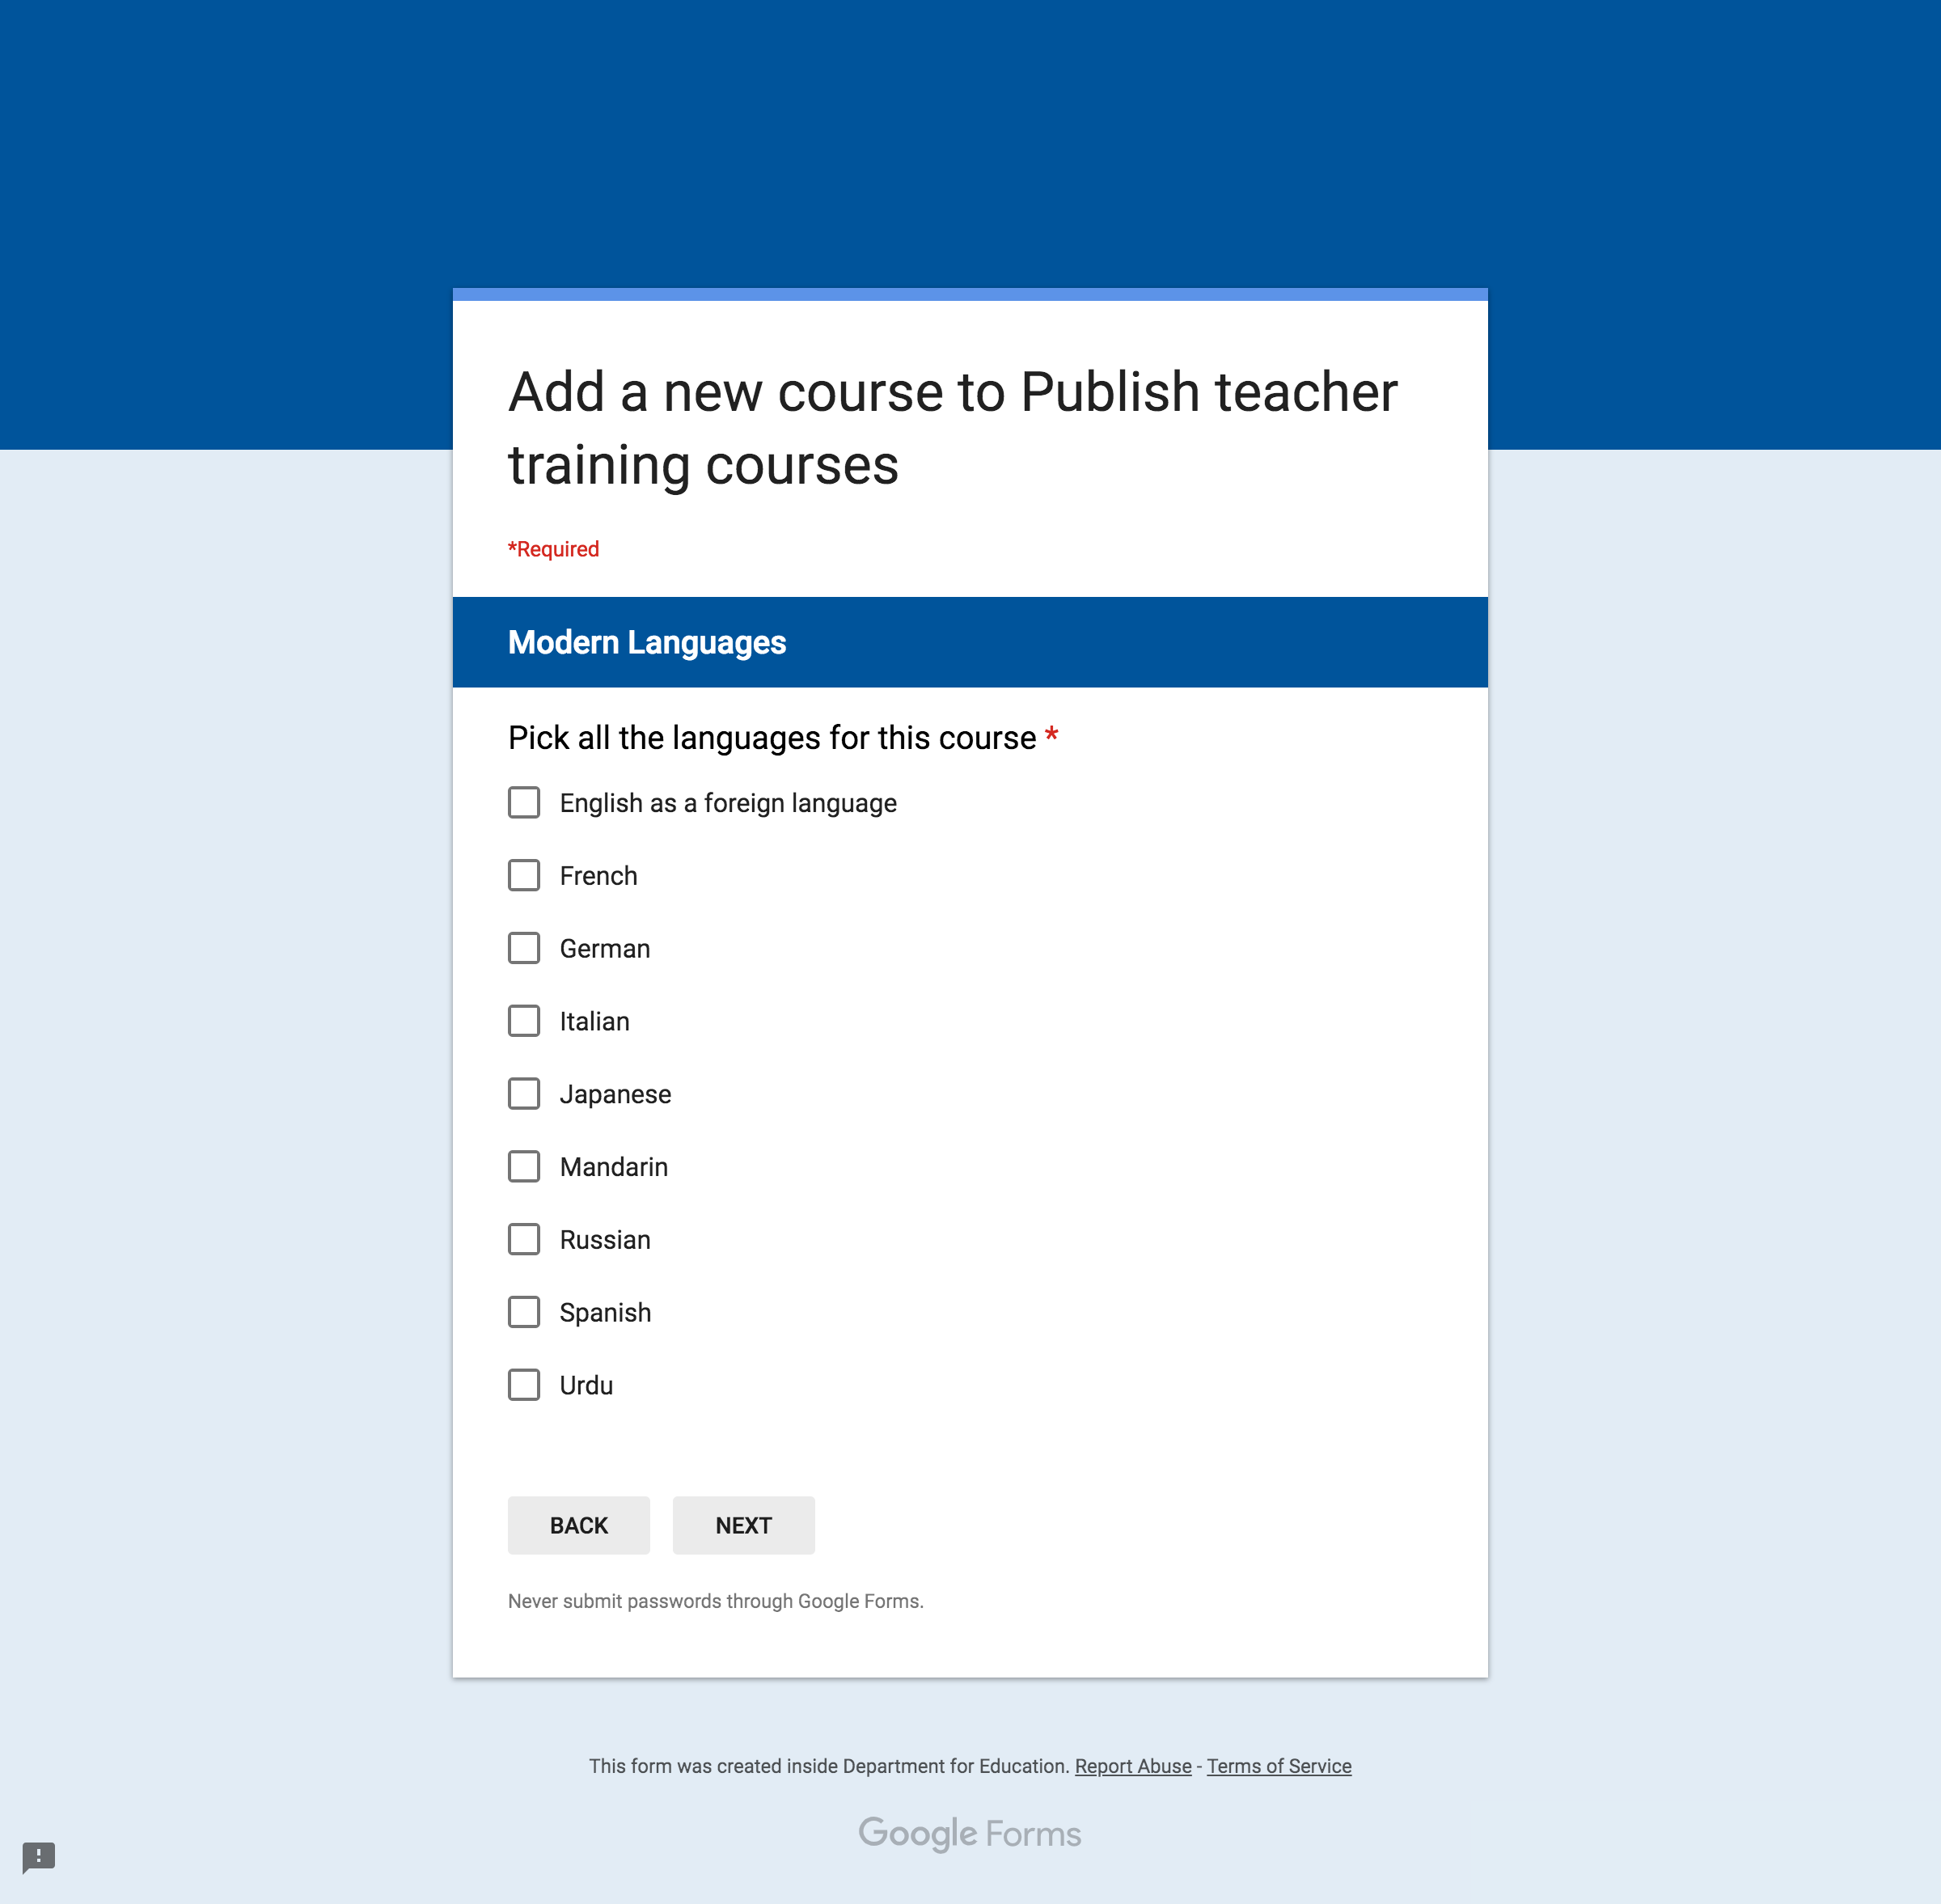 Add a new course to Publish teacher
training courses
*Required
Modern Languages
Pick all the languages for this course *
English as a foreign language
French
German
Italian
Japanese
Mandarin
Russian
Spanish
Urdu
BACK NEXT
Never submit passwords through Google Forms.
This form was created inside Department for Education. Report Abuse - Terms of Service
Google Forms